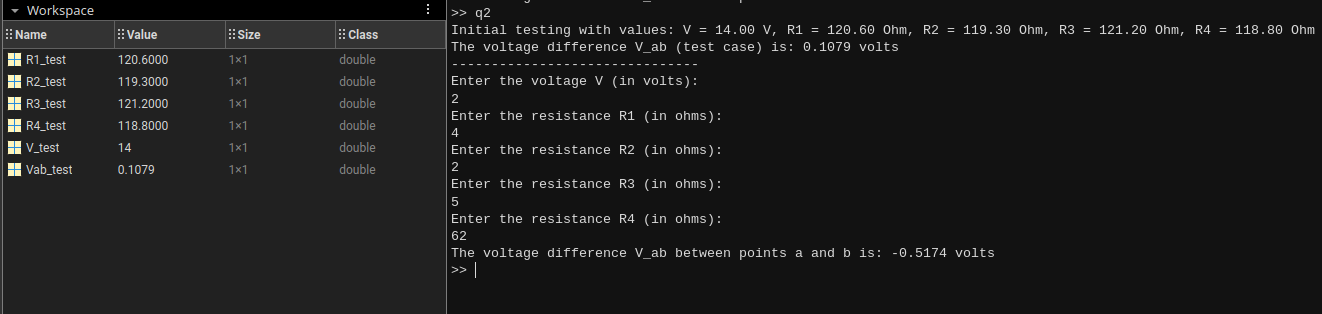 Workspace
Name Value Size Class
R1_test 120.6000 1×1 double
R2_test 119.3000 1×1 double
R3_test 121.2000 1×1 double
R4_test 118.8000 1×1 double
V_test 14 1×1 double
Vab_test 0.1079 1×1 double
>> q2
Initial testing with values: V = 14.00 V, R1 = 120.60 Ohm, R2 = 119.30 Ohm, R3 = 121.20 Ohm, R4 = 118.80 Ohm
The voltage difference V_ab (test case) is: 0.1079 volts
-------------------------------
Enter the voltage V (in volts):
2
Enter the resistance R1 (in ohms):
4
Enter the resistance R2 (in ohms):
2
Enter the resistance R3 (in ohms):
5
Enter the resistance R4 (in ohms):
62
The voltage difference V_ab between points a and b is: -0.5174 volts
>>